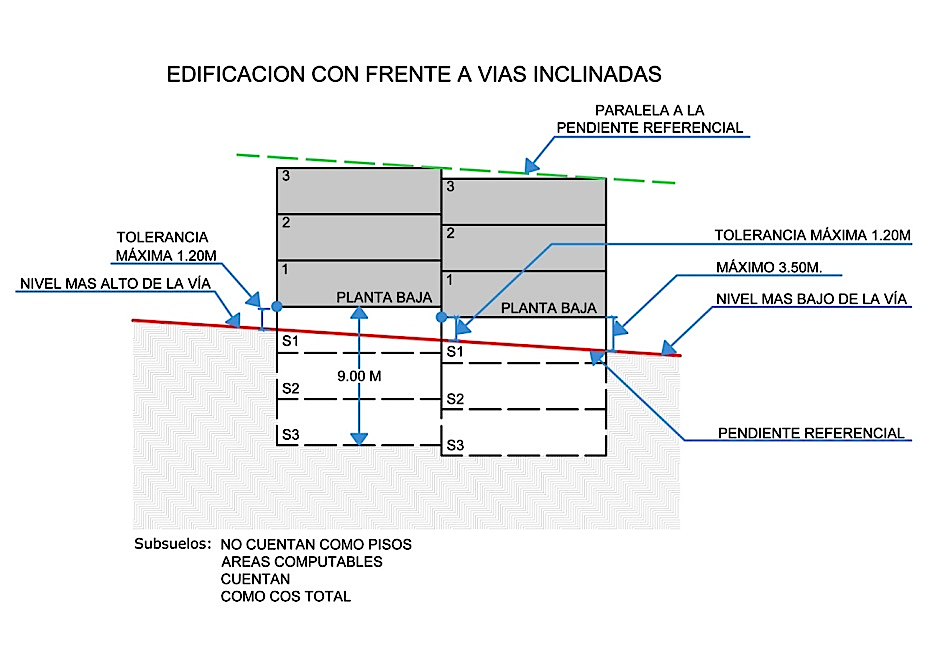 EDIFICACION CON FRENTE A VIAS INCLINADAS
PARALELA A LA
PENDIENTE REFERENCIAL
3
3
2
2
TOLERANCIA
MÁXIMA 1.20M
TOLERANCIA MÁXIMA 1.20M
1
1
MÁXIMO 3.50M.
NIVEL MAS ALTO DE LA VÍA
PLANTA BAJA
PLANTA BAJA
NIVEL MAS BAJO DE LA VÍA
S1
S1
9.00 M
S2
S2
S3
S3
PENDIENTE REFERENCIAL
Subsuelos: NO CUENTAN COMO PISOS
AREAS COMPUTABLES
CUENTAN
COMO COS TOTAL